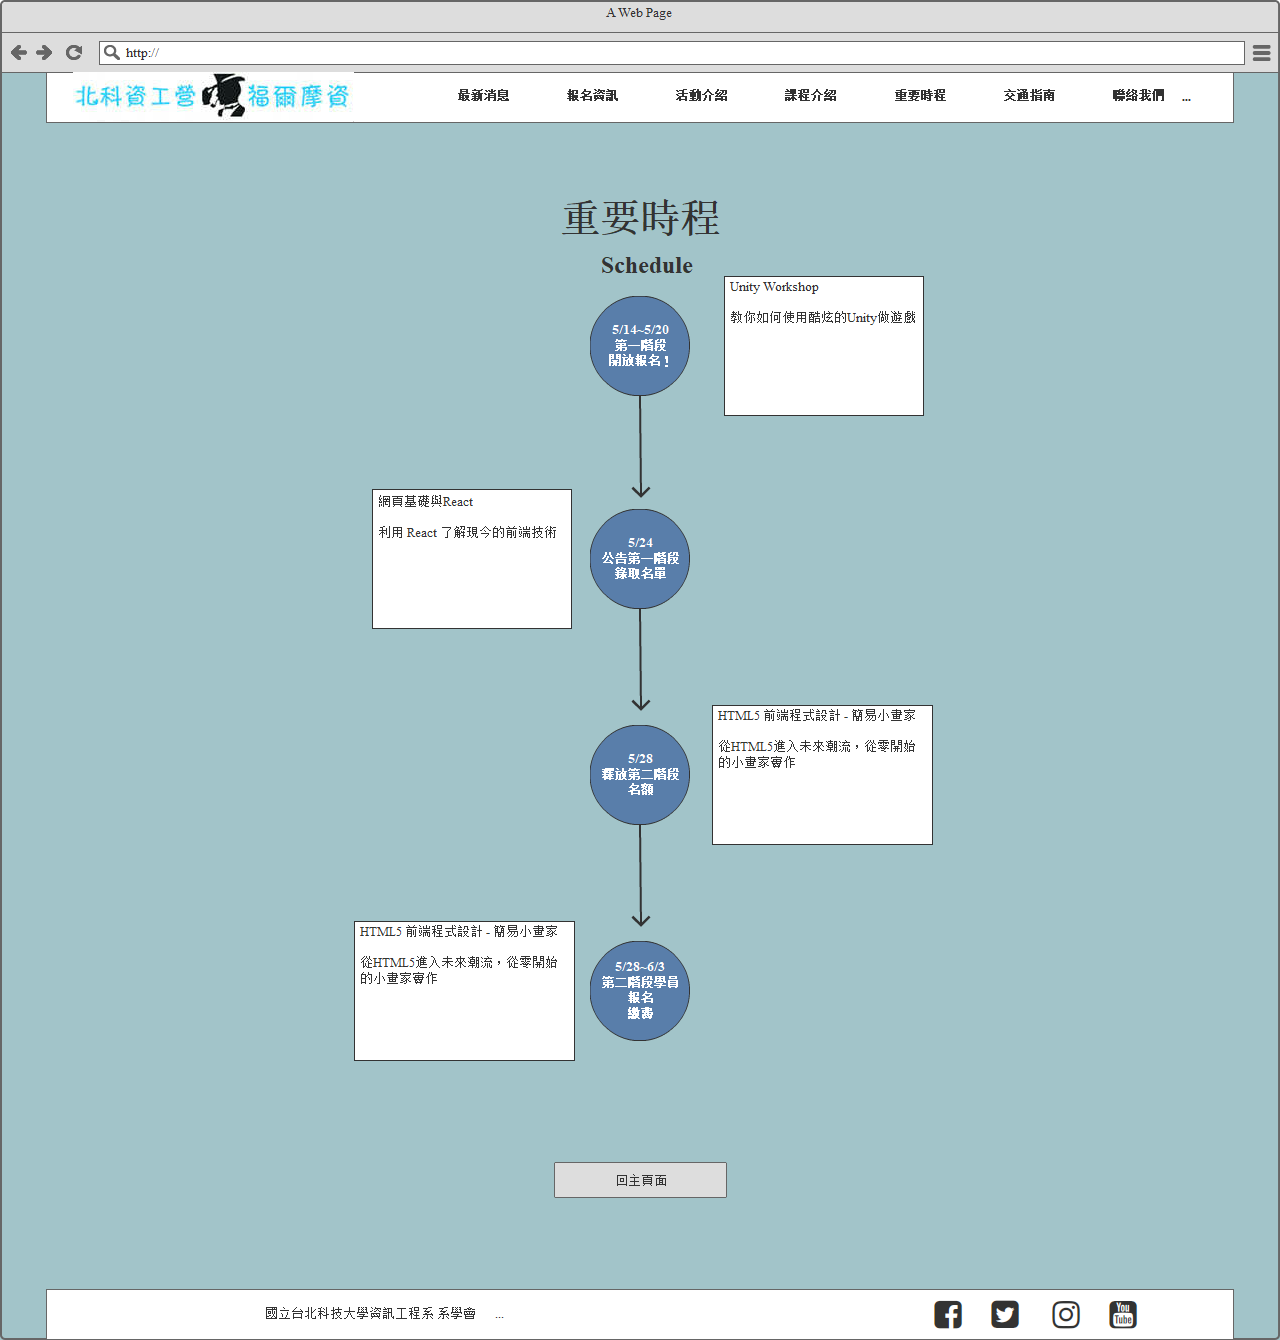 A Web Page
http://
北科資工營 福爾摩資
最新消息 報名資訊 活動介紹 課程介紹 重要時程 交通指南 聯絡我們 ...
重要時程
Schedule
Unity Workshop
教你如何使用酷炫的Unity做遊戲
5/14~5/20
第一階段
開放報名！
網頁基礎與React
利用 React 了解現今的前端技術
5/24
公告第一階段
錄取名單
HTML5 前端程式設計 - 簡易小畫家
從HTML5進入未來潮流，從零開始
的小畫家實作
5/28
釋放第二階段
名額
HTML5 前端程式設計 - 簡易小畫家
從HTML5進入未來潮流，從零開始
的小畫家實作
5/28~6/3
第二階段學員
報名
繳費
回主頁面
國立台北科技大學資訊工程系 系學會 ...
You
Tube